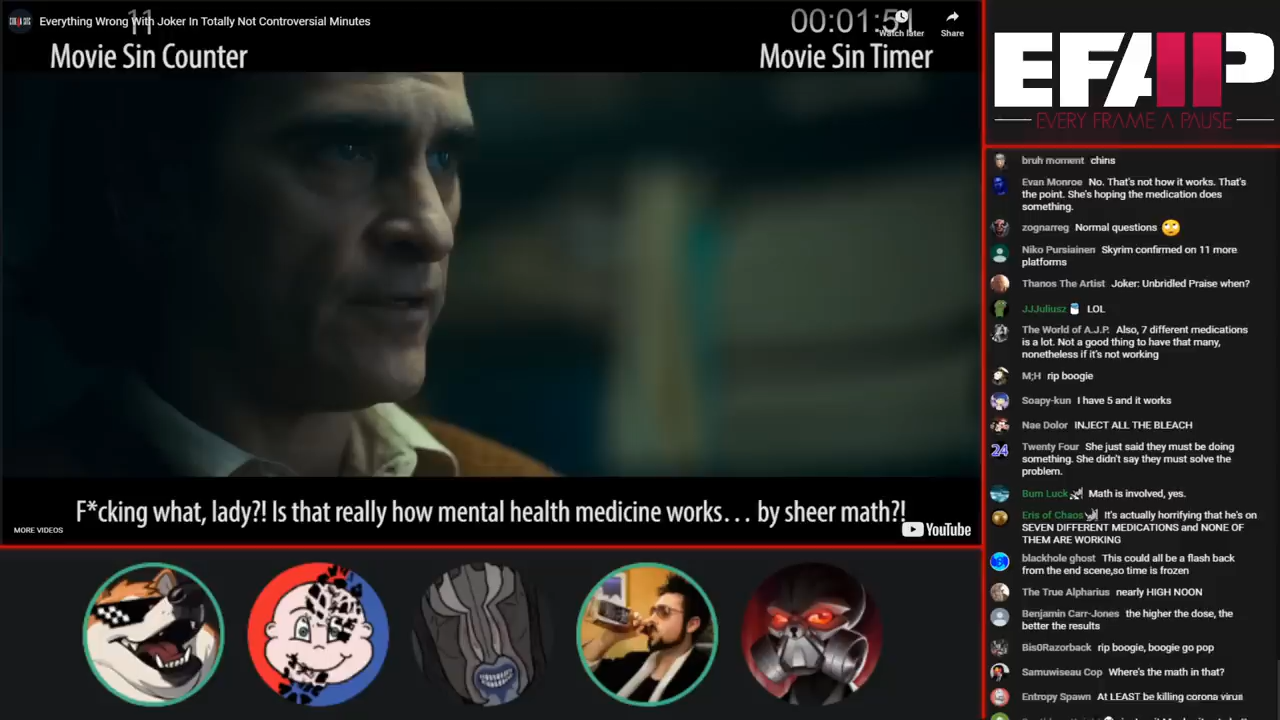 Everything Wrong With Joker In Totally Not Controversial Minutes
11
Movie Sin Counter
00:01:51
Watch later
Share
Movie Sin Timer
F*cking what, lady?! Is that really how mental health medicine works... by sheer math?!
MORE VIDEOS
YouTube
EFAP
EVERY FRAME A PAUSE
bruh moment chins
Evan Monroe No. That's not how it works. That's
the point. She's hoping the medication does
something.
zognarreg Normal questions 🙄
Niko Pursiainen Skyrim confirmed on 11 more
platforms
Thanos The Artist Joker: Unbridled Praise when?
JJJuliusz LOL
The World of A.J.P. Also, 7 different medications
is a lot. Not a good thing to have that many,
nonetheless if it's not working
M;H rip boogie
Soapy-kun I have 5 and it works
Nae Dolor INJECT ALL THE BLEACH
24
Twenty Four She just said they must be doing
something. She didn't say they must solve the
problem.
Bum Luck Math is involved, yes.
Eris of Chaos It's actually horrifying that he's on
SEVEN DIFFERENT MEDICATIONS and NONE OF
THEM ARE WORKING
blackhole ghost This could all be a flash back
from the end scene,so time is frozen
The True Alpharius nearly HIGH NOON
Benjamin Carr-Jones the higher the dose, the
better the results
Bis0Razorback rip boogie, boogie go pop
Samuwiseau Cop Where's the math in that?
Entropy Spawn At LEAST be killing corona virus